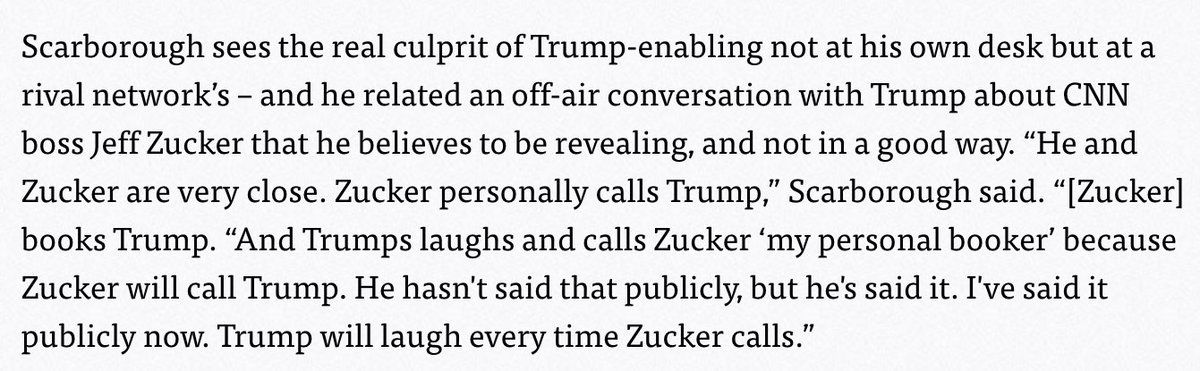 Scarborough sees the real culprit of Trump-enabling not at his own desk but at a
rival network’s – and he related an off-air conversation with Trump about CNN
boss Jeff Zucker that he believes to be revealing, and not in a good way. “He and
Zucker are very close. Zucker personally calls Trump,” Scarborough said. “[Zucker]
books Trump. “And Trumps laughs and calls Zucker ‘my personal booker’ because
Zucker will call Trump. He hasn't said that publicly, but he's said it. I've said it
publicly now. Trump will laugh every time Zucker calls.”